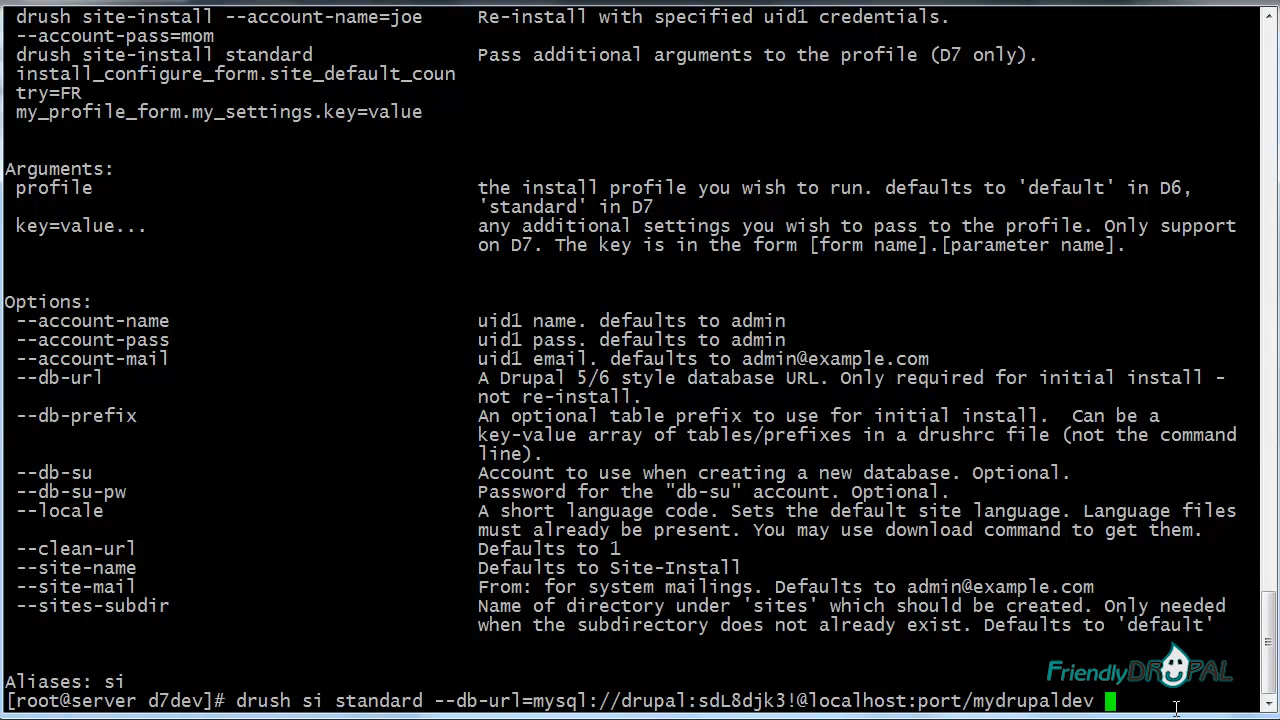 drush site-install --account-name=joe Re-install with specified uid1 credentials.
--account-pass=mom
drush site-install standard Pass additional arguments to the profile (D7 only).
install_configure_form.site_default_coun
try=FR
my_profile_form.my_settings.key=value
Arguments:
profile the install profile you wish to run. defaults to 'default' in D6,
'standard' in D7
key=value... any additional settings you wish to pass to the profile. Only support
on D7. The key is in the form [form name].[parameter name].
Options:
--account-name uid1 name. defaults to admin
--account-pass uid1 pass. defaults to admin
--account-mail uid1 email. defaults to admin@example.com
--db-url A Drupal 5/6 style database URL. Only required for initial install -
not re-install.
--db-prefix An optional table prefix to use for initial install.  Can be a
key-value array of tables/prefixes in a drushrc file (not the command
line).
--db-su Account to use when creating a new database. Optional.
--db-su-pw Password for the "db-su" account. Optional.
--locale A short language code. Sets the default site language. Language files
must already be present. You may use download command to get them.
--clean-url Defaults to 1
--site-name Defaults to Site-Install
--site-mail From: for system mailings. Defaults to admin@example.com
--sites-subdir Name of directory under 'sites' which should be created. Only needed
when the subdirectory does not already exist. Defaults to 'default'
Aliases: si
FriendlyDRUPAL
[root@server d7dev]# drush si standard --db-url=mysql://drupal:sdL8djk3!@localhost:port/mydrupaldev